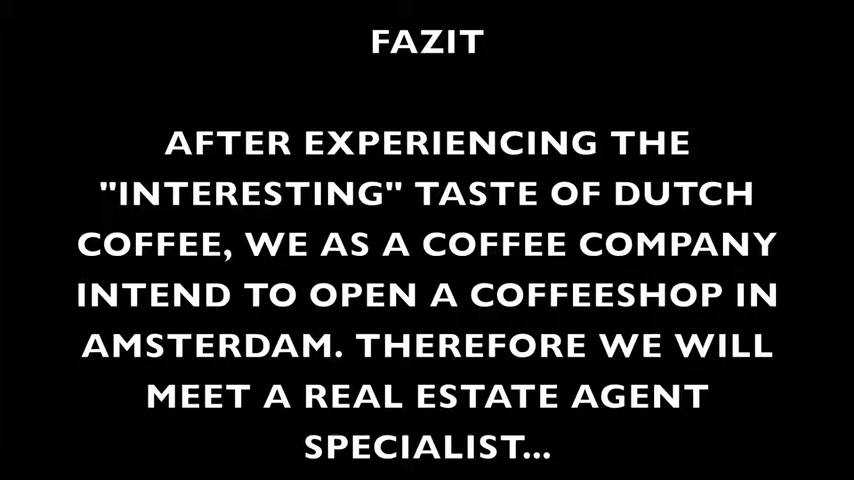 FAZIT
AFTER EXPERIENCING THE
"INTERESTING" TASTE OF DUTCH
COFFEE, WE AS A COFFEE COMPANY
INTEND TO OPEN A COFFEESHOP IN
AMSTERDAM. THEREFORE WE WILL
MEET A REAL ESTATE AGENT
SPECIALIST...